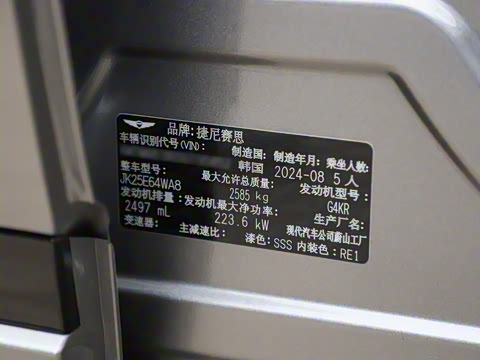 品牌:捷尼赛思
车辆识别代号(VIN):
制造国: 制造年月: 乘坐人数:
韩国 2024-08 5人
整车型号: 最大允许总质量: 发动机型号:
JK25E64WA8 2585 kg G4KR
发动机排量: 发动机最大净功率: 生产厂名:
2497 mL 223.6 kW 现代汽车公司蔚山工厂
变速器: 主减速比: 漆色:SSS 内装色:RE1